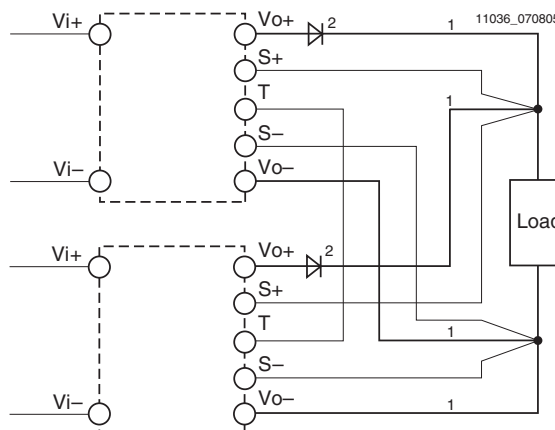 Vi+
Vo+
2
1
11036_070805
S+
T
1
S–
Vi–
Vo–
Load
Vi+
Vo+
2
S+
T
1
S–
Vi–
Vo–
1